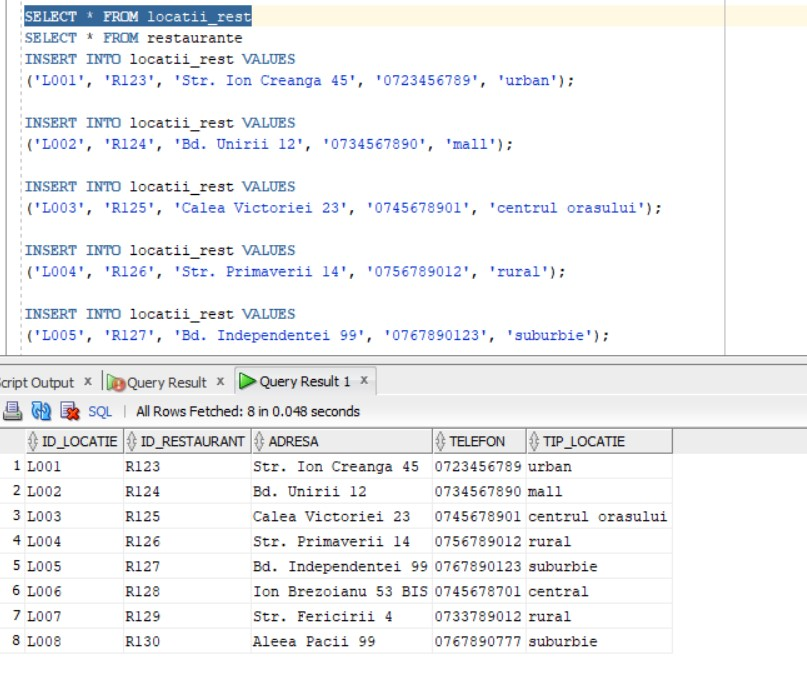 SELECT * FROM locatii_rest
SELECT * FROM restaurante
INSERT INTO locatii_rest VALUES
('L001', 'R123', 'Str. Ion Creanga 45', '0723456789', 'urban');
INSERT INTO locatii_rest VALUES
('L002', 'R124', 'Bd. Unirii 12', '0734567890', 'mall');
INSERT INTO locatii_rest VALUES
('L003', 'R125', 'Calea Victoriei 23', '0745678901', 'centrul orasului');
INSERT INTO locatii_rest VALUES
('L004', 'R126', 'Str. Primaverii 14', '0756789012', 'rural');
INSERT INTO locatii_rest VALUES
('L005', 'R127', 'Bd. Independentei 99', '0767890123', 'suburbie');
cript Output x Query Result x Query Result 1 x
SQL | All Rows Fetched: 8 in 0.048 seconds
ID_LOCATIE ID_RESTAURANT ADRESA TELEFON TIP_LOCATIE
1 L001 R123 Str. Ion Creanga 45 0723456789 urban
2 L002 R124 Bd. Unirii 12 0734567890 mall
3 L003 R125 Calea Victoriei 23 0745678901 centrul orasului
4 L004 R126 Str. Primaverii 14 0756789012 rural
5 L005 R127 Bd. Independentei 99 0767890123 suburbie
6 L006 R128 Ion Brezoianu 53 BIS 0745678701 central
7 L007 R129 Str. Fericirii 4 0733789012 rural
8 L008 R130 Aleea Pacii 99 0767890777 suburbie